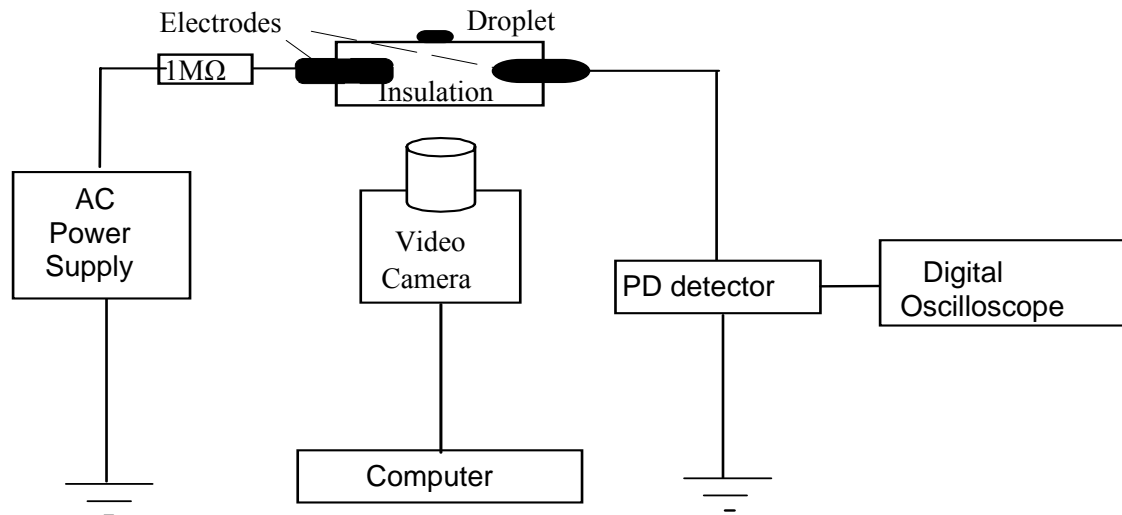 Droplet
Electrodes
1MΩ
Insulation
AC
Power
Supply
Video
Camera
PD detector
Digital
Oscilloscope
Computer